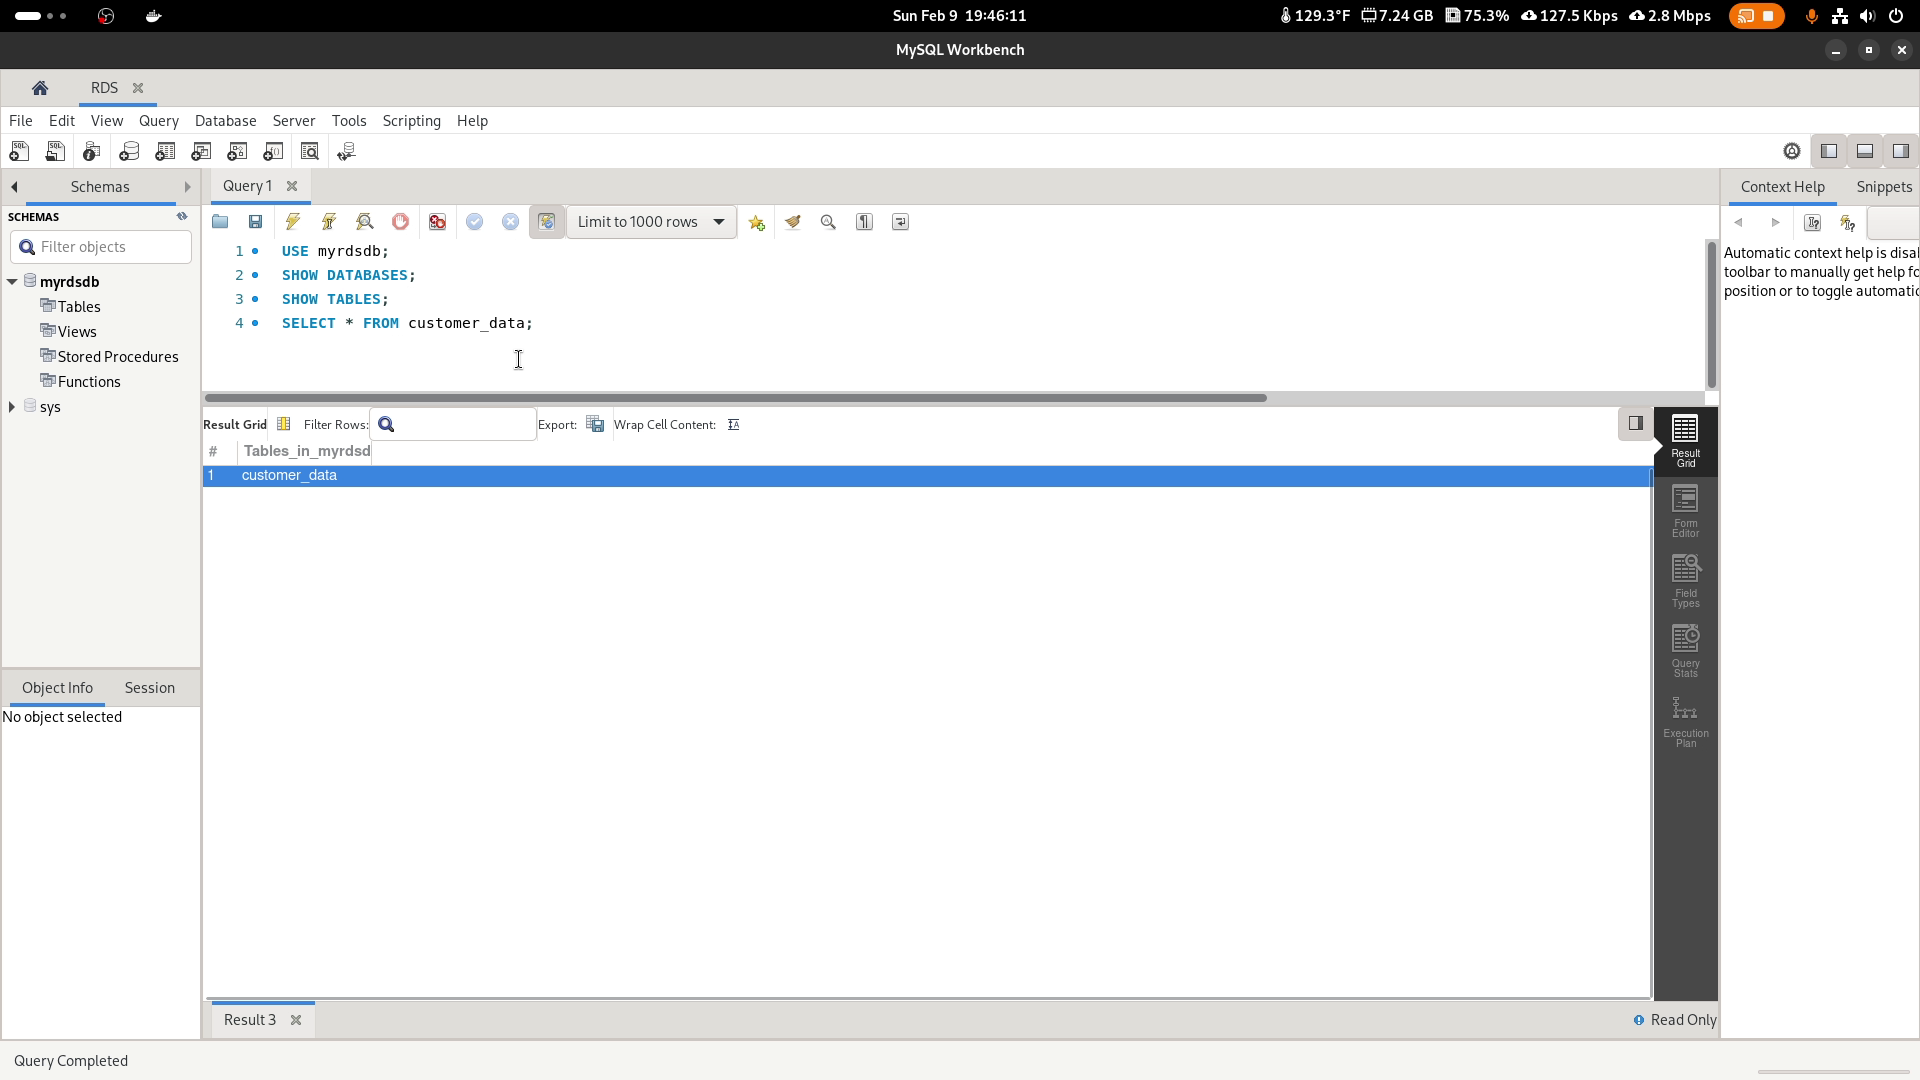 Sun Feb 9 19:46:11
129.3°F
7.24 GB
75.3%
127.5 Kbps
2.8 Mbps
MySQL Workbench
RDS
File Edit View Query Database Server Tools Scripting Help
Schemas
SCHEMAS
Filter objects
myrdsdb
Tables
Views
Stored Procedures
Functions
sys
Object Info
Session
No object selected
Query 1
Limit to 1000 rows
1 USE myrdsdb;
2 SHOW DATABASES;
3 SHOW TABLES;
4 SELECT * FROM customer_data;
Result Grid
Filter Rows:
Export:
Wrap Cell Content:
# Tables_in_myrdsd
1 customer_data
Result Grid
Form Editor
Field Types
Query Stats
Execution Plan
Context Help
Snippets
Automatic context help is disa
toolbar to manually get help fo
position or to toggle automatic
Result 3
Read Only
Query Completed